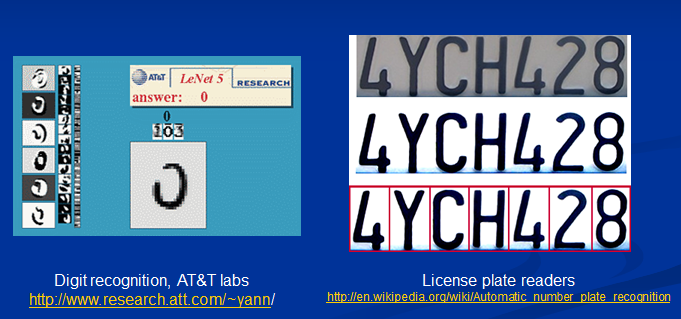 AT&T
LeNet 5
RESEARCH
answer: 0
0
103
4YCH428
4YCH428
4YCH428
Digit recognition, AT&T labs
http://www.research.att.com/~yann/
License plate readers
http://en.wikipedia.org/wiki/Automatic_number_plate_recognition